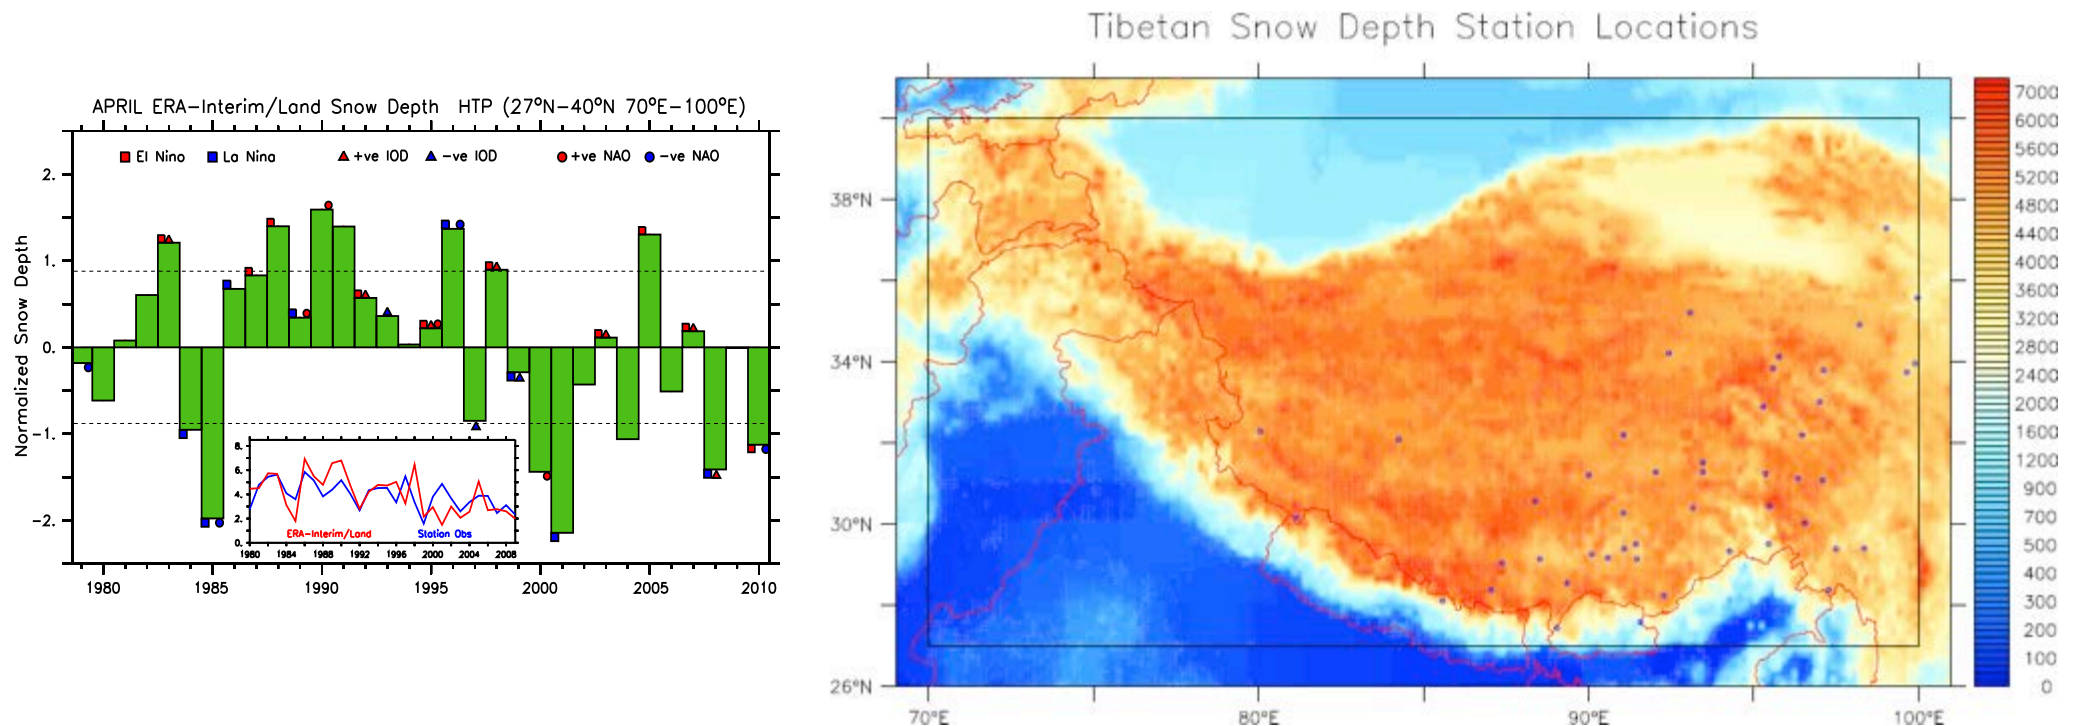 Tibetan Snow Depth Station Locations
APRIL ERA-Interim/Land Snow Depth HTP (27°N-40°N 70°E-100°E)
El Nino La Nina +ve IOD -ve IOD +ve NAO -ve NAO
Normalized Snow Depth
2.
1.
0.
-1.
-2.
8.
6.
4.
2.
0.
ERA-Interim/Land Station Obs
1980 1984 1988 1992 1996 2000 2004 2008
1980 1985 1990 1995 2000 2005 2010
38°N
34°N
30°N
26°N
70°E 80°E 90°E 100°E
7000
6000
5600
5200
4800
4400
4000
3600
3200
2800
2400
2000
1600
1200
900
700
500
400
300
200
100
0